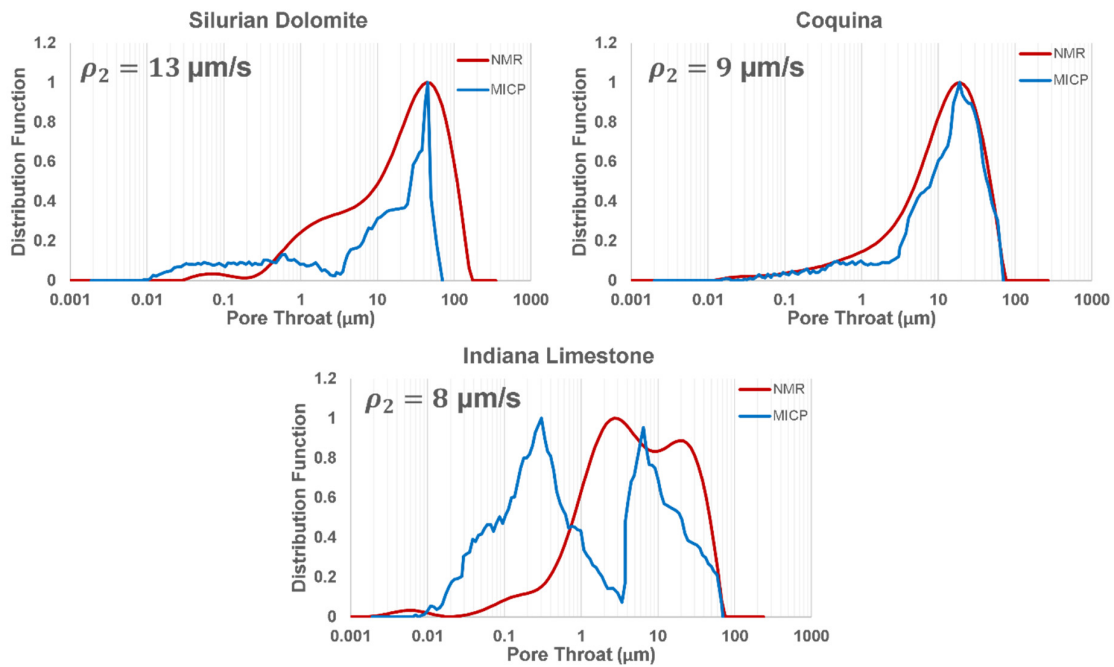 Silurian Dolomite
ρ₂ = 13 μm/s
NMR
MICP
Distribution Function
1.2
1
0.8
0.6
0.4
0.2
0
0.001 0.01 0.1 1 10 100 1000
Pore Throat (μm)
Coquina
ρ₂ = 9 μm/s
NMR
MICP
Distribution Function
1.2
1
0.8
0.6
0.4
0.2
0
0.001 0.01 0.1 1 10 100 1000
Pore Throat (μm)
Indiana Limestone
ρ₂ = 8 μm/s
NMR
MICP
Distribution Function
1.2
1
0.8
0.6
0.4
0.2
0
0.001 0.01 0.1 1 10 100 1000
Pore Throat (μm)